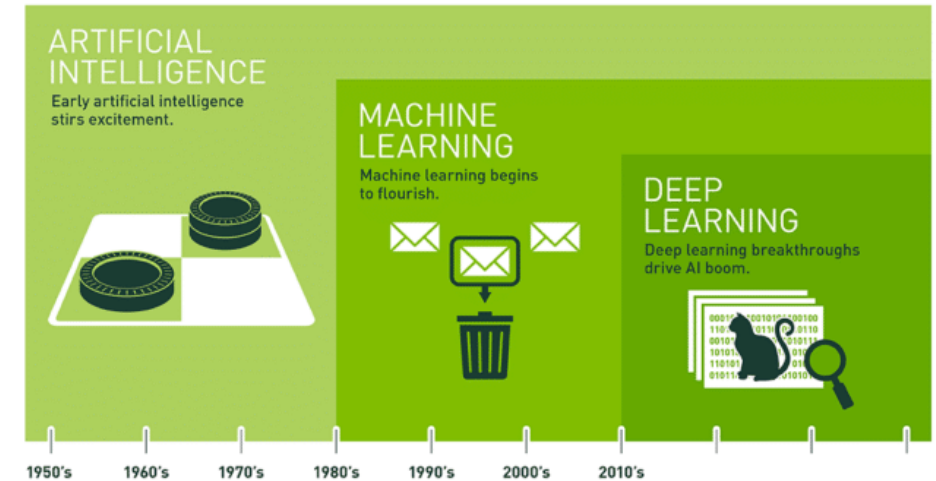 ARTIFICIAL
INTELLIGENCE
Early artificial intelligence
stirs excitement.
MACHINE
LEARNING
Machine learning begins
to flourish.
DEEP
LEARNING
Deep learning breakthroughs
drive AI boom.
1950's 1960's 1970's 1980's 1990's 2000's 2010's